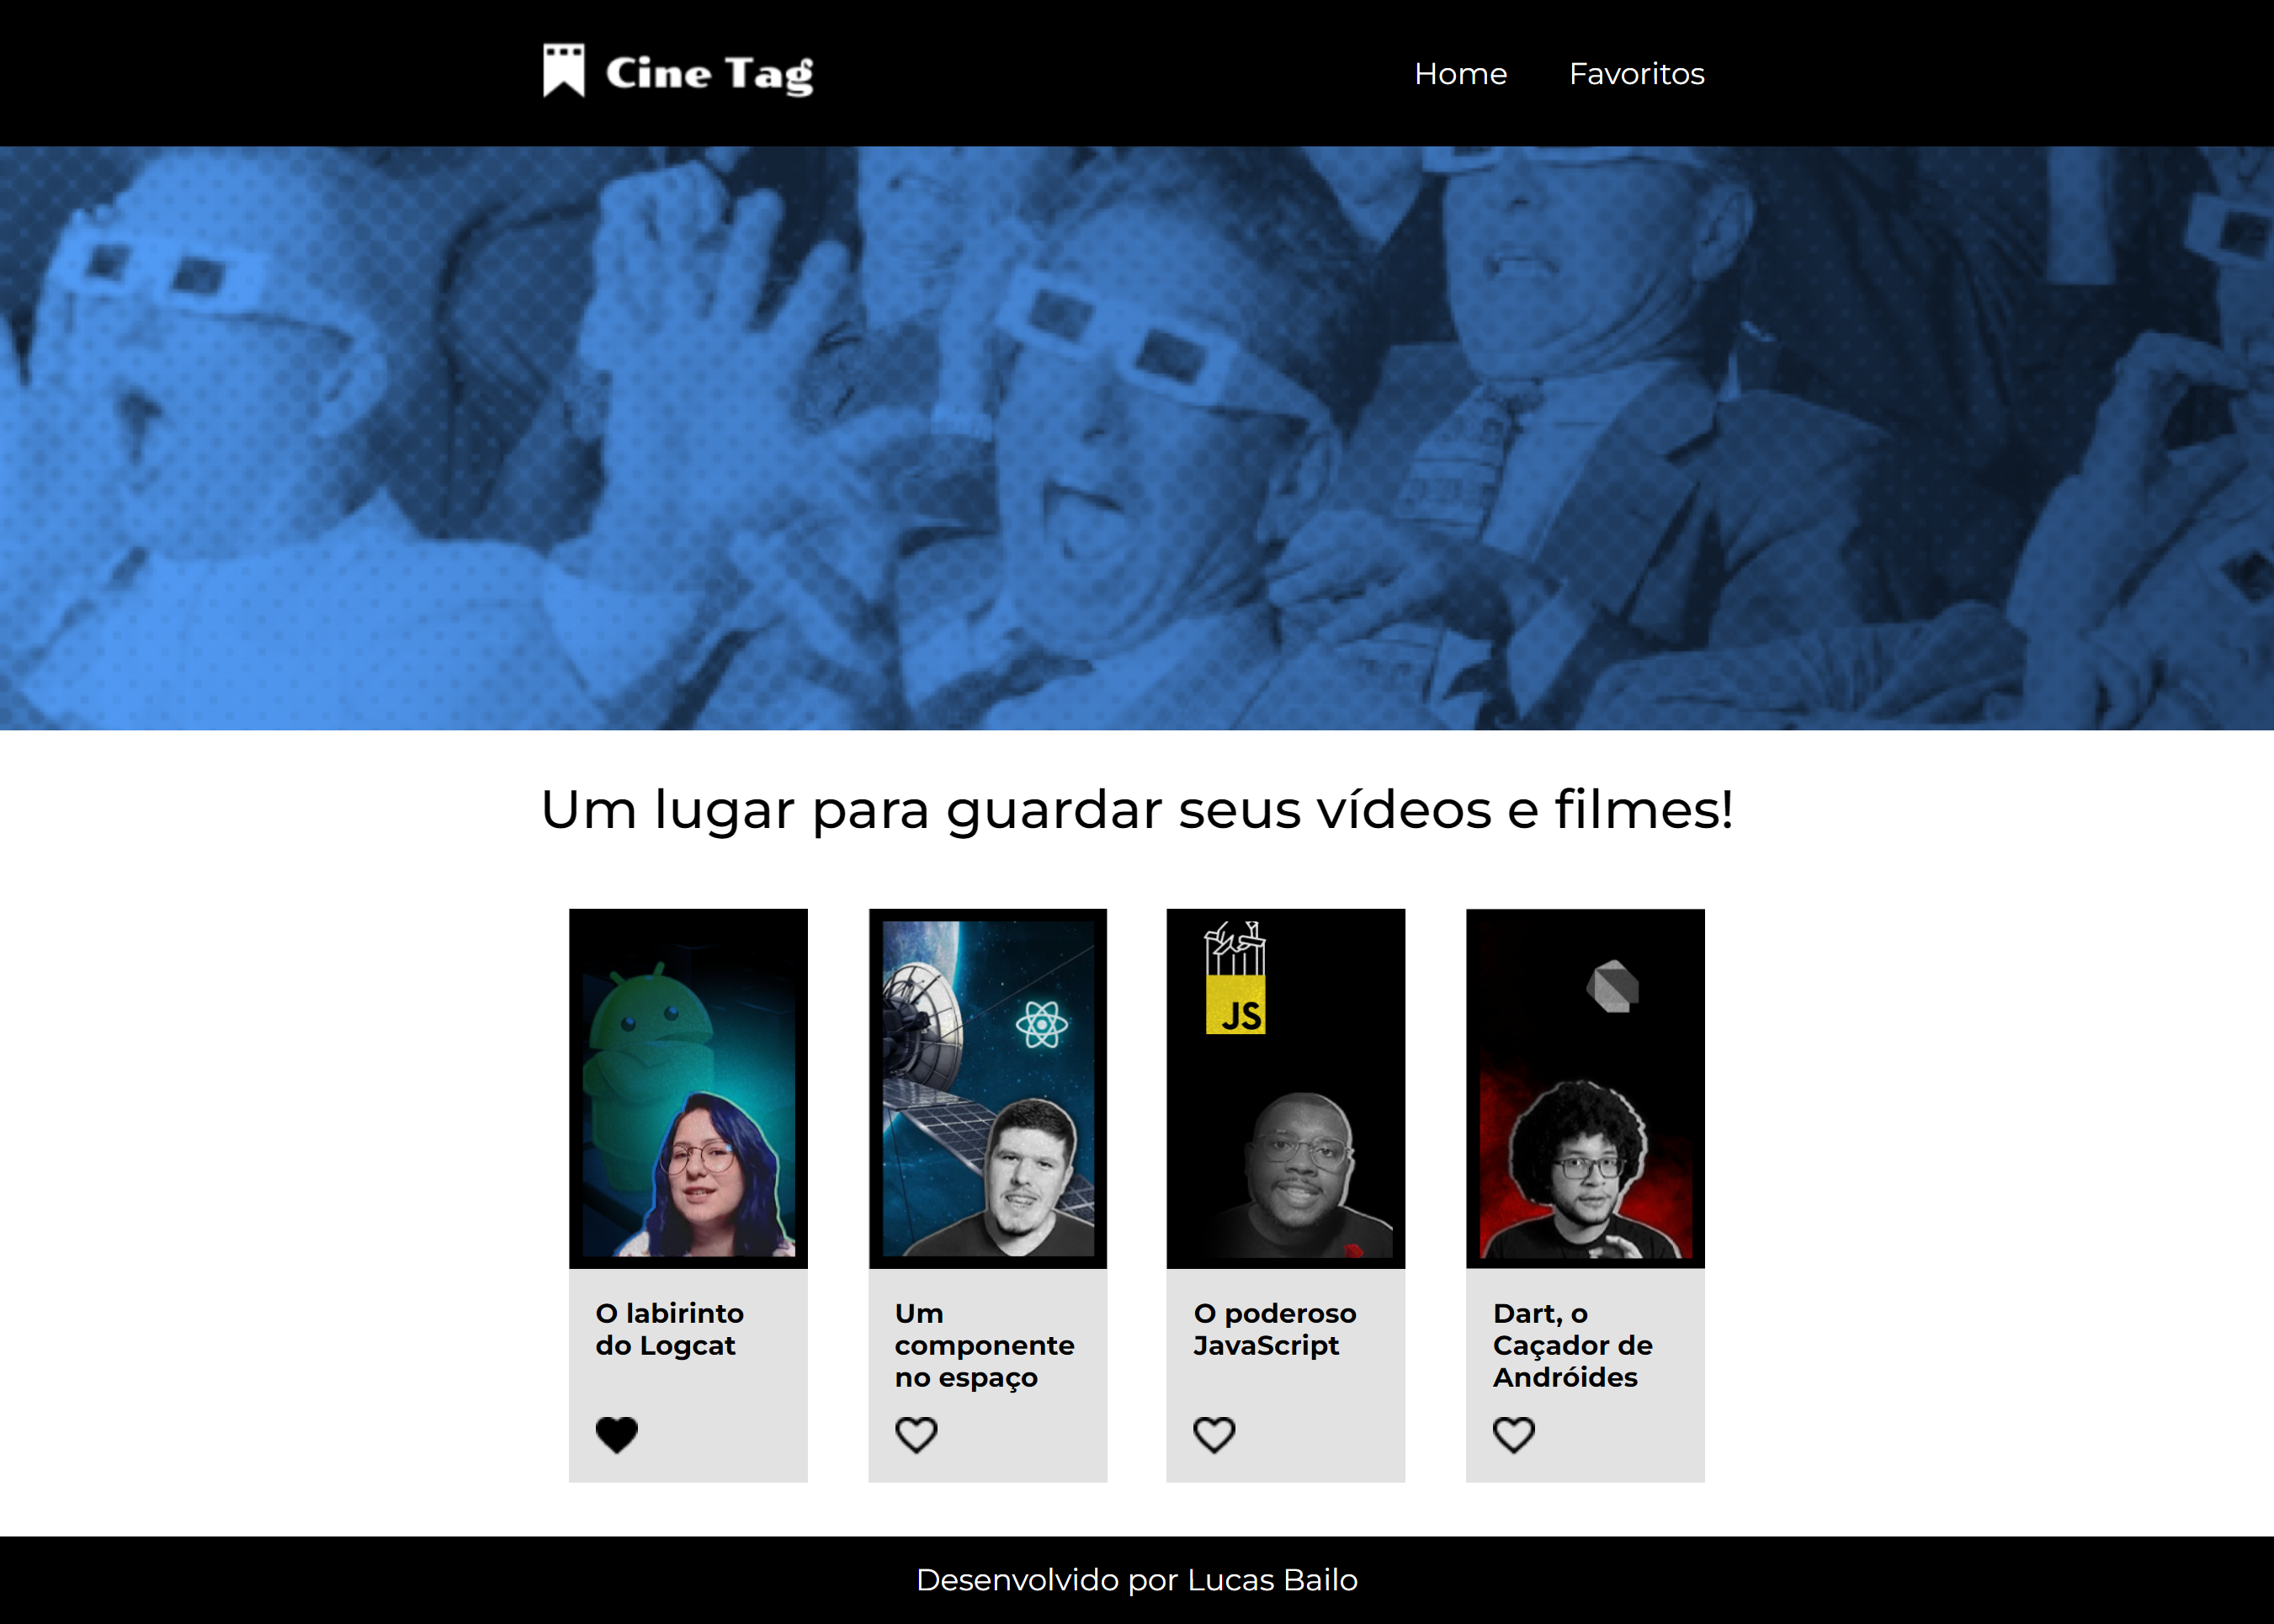 Cine Tag
Home
Favoritos
Um lugar para guardar seus vídeos e filmes!
JS
O labirinto
do Logcat
Um
componente
no espaço
O poderoso
JavaScript
Dart, o
Caçador de
Andróides
Desenvolvido por Lucas Bailo